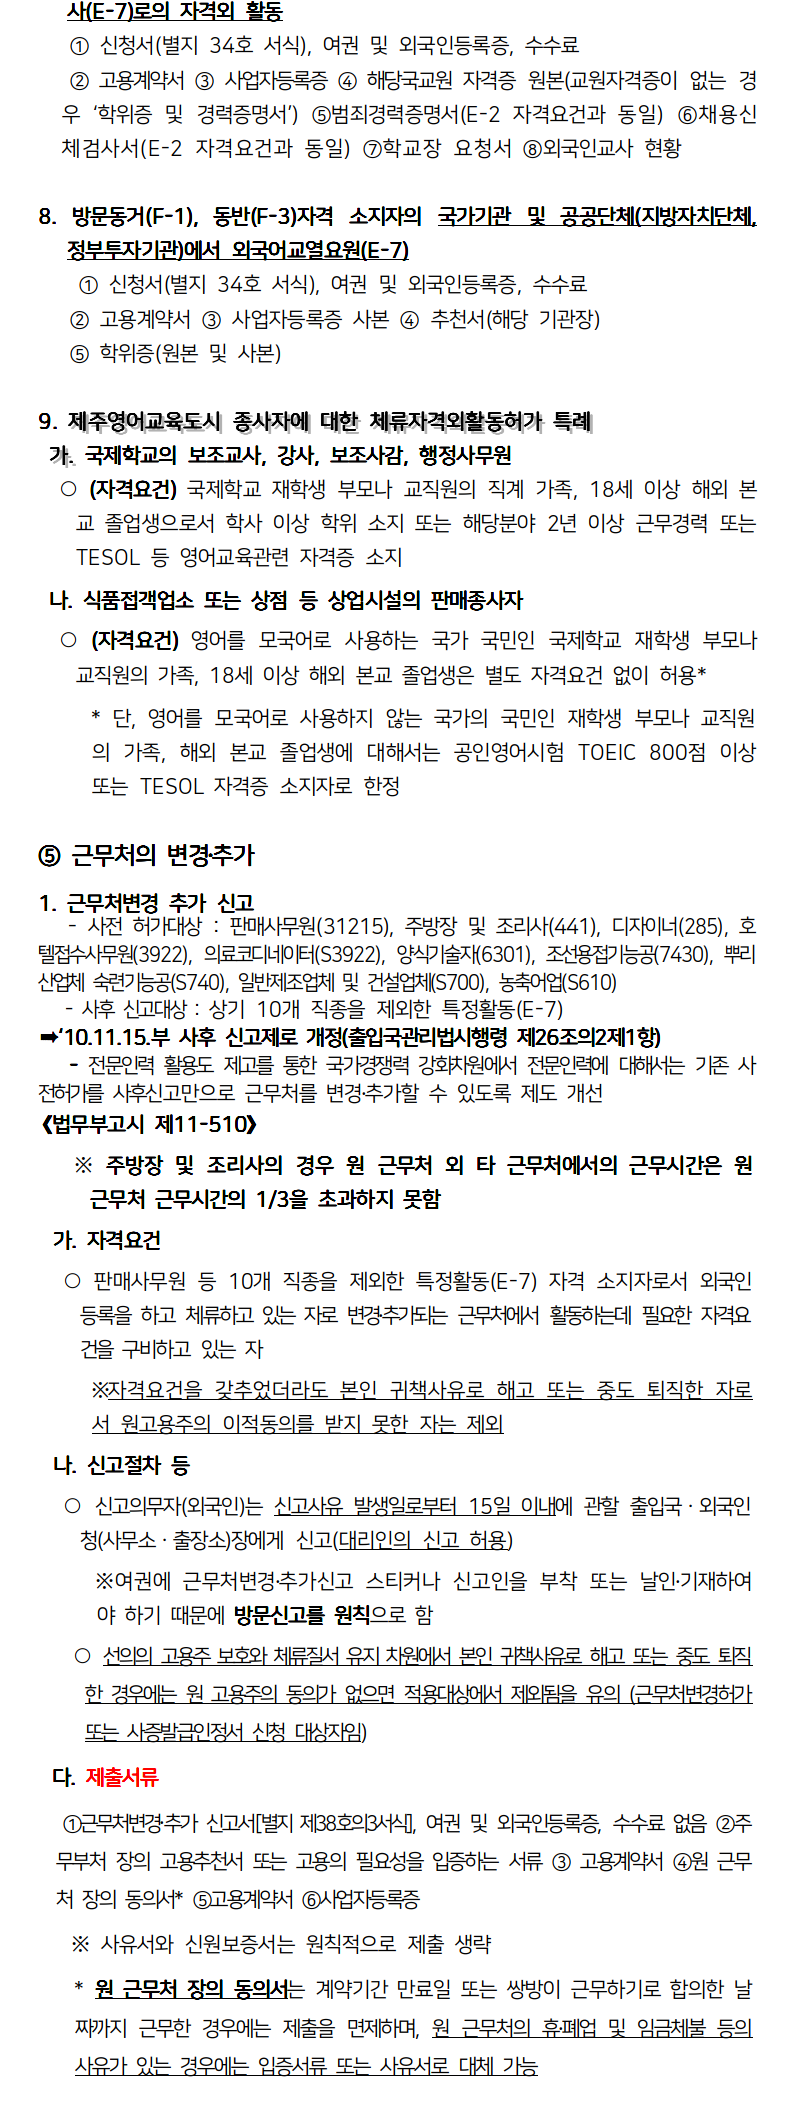 사(E-7)로의 자격외 활동
① 신청서(별지 34호 서식), 여권 및 외국인등록증, 수수료
② 고용계약서 ③ 사업자등록증 ④ 해당국교원 자격증 원본(교원자격증이 없는 경
우 ‘학위증 및 경력증명서’) ⑤범죄경력증명서(E-2 자격요건과 동일) ⑥채용신
체검사서(E-2 자격요건과 동일) ⑦학교장 요청서 ⑧외국인교사 현황
8. 방문동거(F-1), 동반(F-3)자격 소지자의 국가기관 및 공공단체(지방자치단체,
정부투자기관)에서 외국어교열요원(E-7)
① 신청서(별지 34호 서식), 여권 및 외국인등록증, 수수료
② 고용계약서 ③ 사업자등록증 사본 ④ 추천서(해당 기관장)
⑤ 학위증(원본 및 사본)
9. 제주영어교육도시 종사자에 대한 체류자격외활동허가 특례
가. 국제학교의 보조교사, 강사, 보조사감, 행정사무원
○ (자격요건) 국제학교 재학생 부모나 교직원의 직계 가족, 18세 이상 해외 본
교 졸업생으로서 학사 이상 학위 소지 또는 해당분야 2년 이상 근무경력 또는
TESOL 등 영어교육관련 자격증 소지
나. 식품접객업소 또는 상점 등 상업시설의 판매종사자
○ (자격요건) 영어를 모국어로 사용하는 국가 국민인 국제학교 재학생 부모나
교직원의 가족, 18세 이상 해외 본교 졸업생은 별도 자격요건 없이 허용*
* 단, 영어를 모국어로 사용하지 않는 국가의 국민인 재학생 부모나 교직원
의 가족, 해외 본교 졸업생에 대해서는 공인영어시험 TOEIC 800점 이상
또는 TESOL 자격증 소지자로 한정
⑤ 근무처의 변경·추가
1. 근무처변경 추가 신고
- 사전 허가대상 : 판매사무원(31215), 주방장 및 조리사(441), 디자이너(285), 호
텔접수사무원(3922), 의료코디네이터(S3922), 양식기술자(6301), 조선용접기능공(7430), 뿌리
산업체 숙련기능공(S740), 일반제조업체 및 건설업체(S700), 농축어업(S610)
- 사후 신고대상 : 상기 10개 직종을 제외한 특정활동(E-7)
➡‘10.11.15.부 사후 신고제로 개정(출입국관리법시행령 제26조의2제1항)
- 전문인력 활용도 제고를 통한 국가경쟁력 강화차원에서 전문인력에 대해서는 기존 사
전허가를 사후신고만으로 근무처를 변경·추가할 수 있도록 제도 개선
《법무부고시 제11-510》
※ 주방장 및 조리사의 경우 원 근무처 외 타 근무처에서의 근무시간은 원
근무처 근무시간의 1/3을 초과하지 못함
가. 자격요건
○ 판매사무원 등 10개 직종을 제외한 특정활동(E-7) 자격 소지자로서 외국인
등록을 하고 체류하고 있는 자로 변경·추가되는 근무처에서 활동하는데 필요한 자격요
건을 구비하고 있는 자
※자격요건을 갖추었더라도 본인 귀책사유로 해고 또는 중도 퇴직한 자로
서 원고용주의 이적동의를 받지 못한 자는 제외
나. 신고절차 등
○ 신고의무자(외국인)는 신고사유 발생일로부터 15일 이내에 관할 출입국ㆍ외국인
청(사무소ㆍ출장소)장에게 신고(대리인의 신고 허용)
※여권에 근무처변경·추가신고 스티커나 신고인을 부착 또는 날인·기재하여
야 하기 때문에 방문신고를 원칙으로 함
○ 선의의 고용주 보호와 체류질서 유지 차원에서 본인 귀책사유로 해고 또는 중도 퇴직
한 경우에는 원 고용주의 동의가 없으면 적용대상에서 제외됨을 유의 (근무처변경허가
또는 사증발급인정서 신청 대상자임)
다. 제출서류
①근무처변경·추가 신고서[별지 제38호의3서식], 여권 및 외국인등록증, 수수료 없음 ②주
무부처 장의 고용추천서 또는 고용의 필요성을 입증하는 서류 ③ 고용계약서 ④원 근무
처 장의 동의서* ⑤고용계약서 ⑥사업자등록증
※ 사유서와 신원보증서는 원칙적으로 제출 생략
* 원 근무처 장의 동의서는 계약기간 만료일 또는 쌍방이 근무하기로 합의한 날
짜까지 근무한 경우에는 제출을 면제하며, 원 근무처의 휴·폐업 및 임금체불 등의
사유가 있는 경우에는 입증서류 또는 사유서로 대체 가능